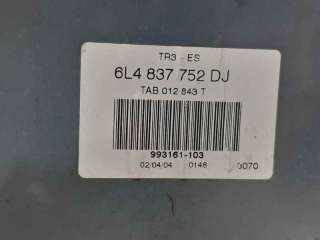 TR3 - ES
6L4 837 752 DJ
TAB 012 843 T
993161-103
02/04/04 0146 0070